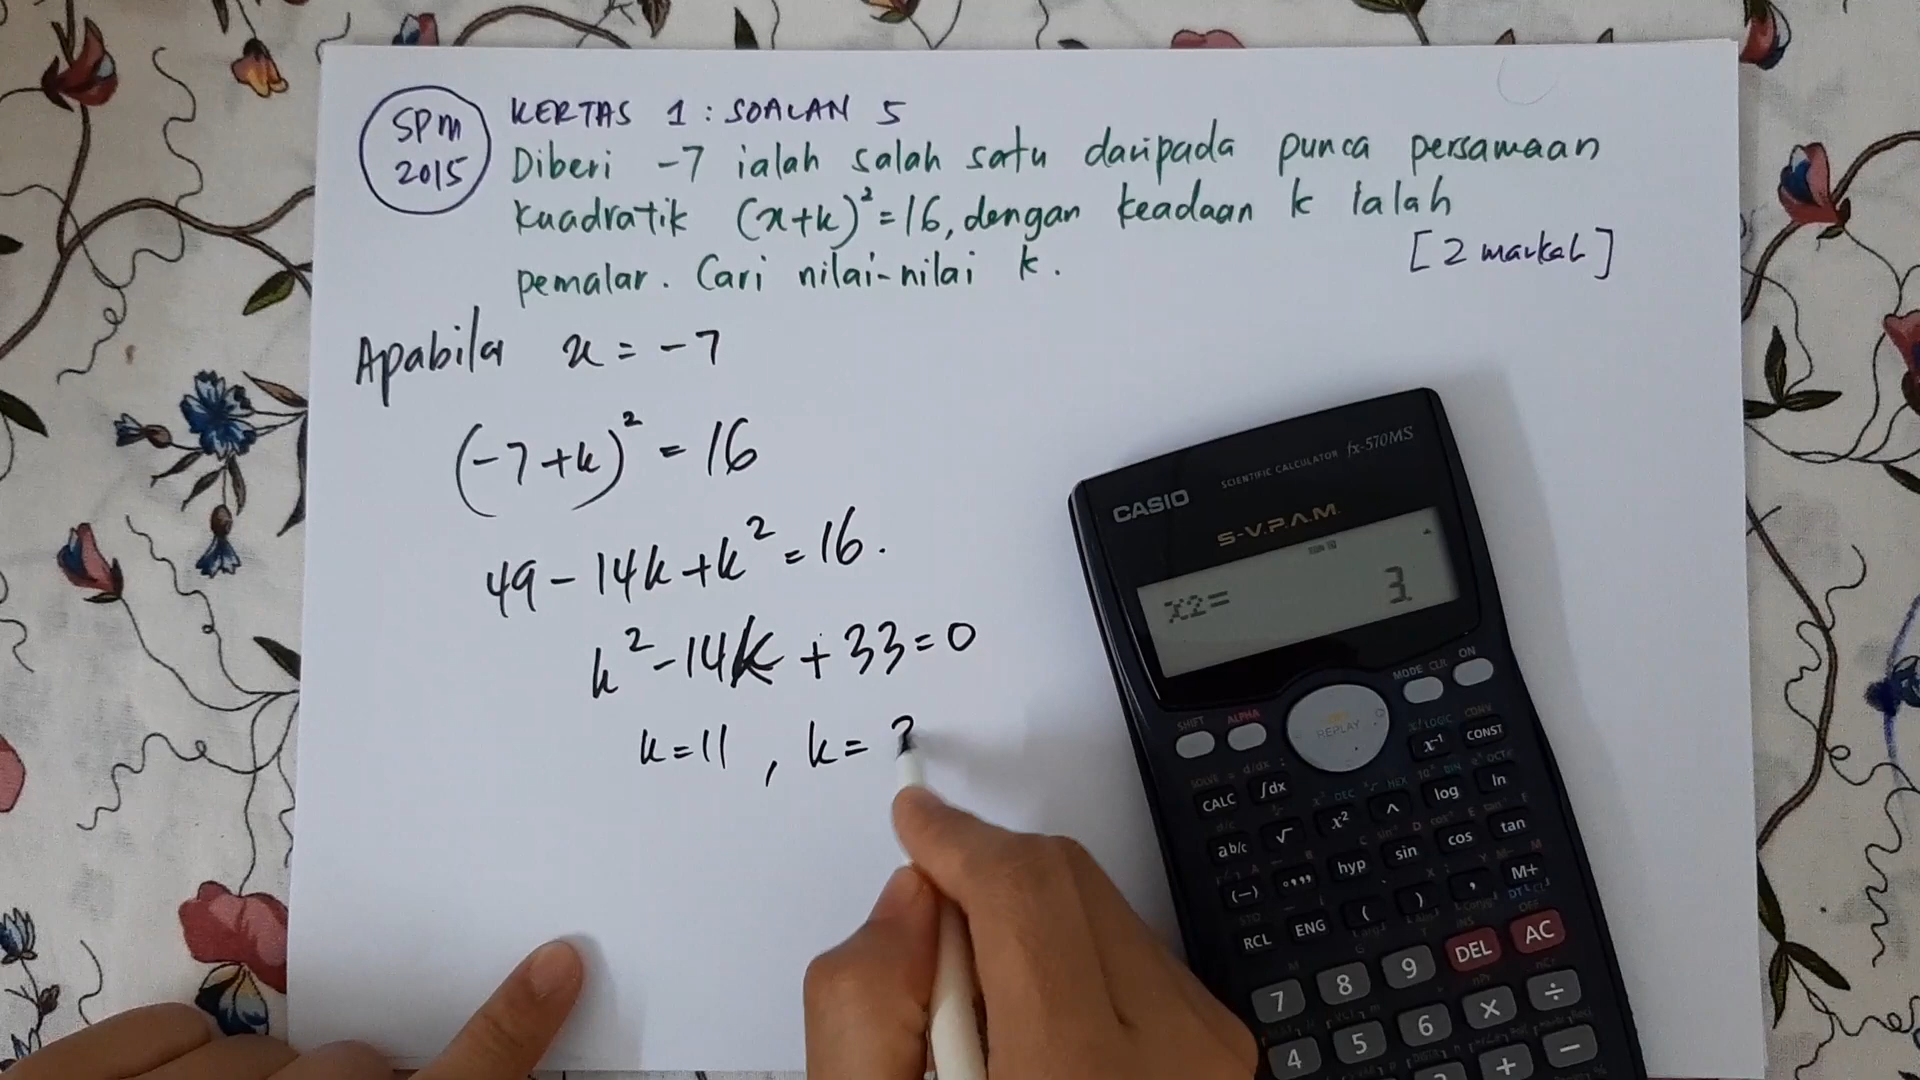 SPM
2015
KERTAS 1 : SOALAN 5
Diberi -7 ialah salah satu daripada punca persamaan
kuadratik (x+k)²=16, dengan keadaan k ialah
pemalar. Cari nilai-nilai k.
[2 markah]
Apabila x = -7
(-7+k)² = 16
49 - 14k + k² = 16.
k² - 14k + 33 = 0
k = 11 , k = 3
CASIO
SCIENTIFIC CALCULATOR fx-570MS
S-V.P.A.M.
x2= 3.
MODE CLR ON
SHIFT ALPHA
REPLAY
x⁻¹ CONST
CALC ∫dx
ab/c √ x² ^ log ln
(-) °''' hyp sin cos tan
RCL ENG ( ) , M+
7 8 9 DEL AC
4 5 6 × ÷
+ −